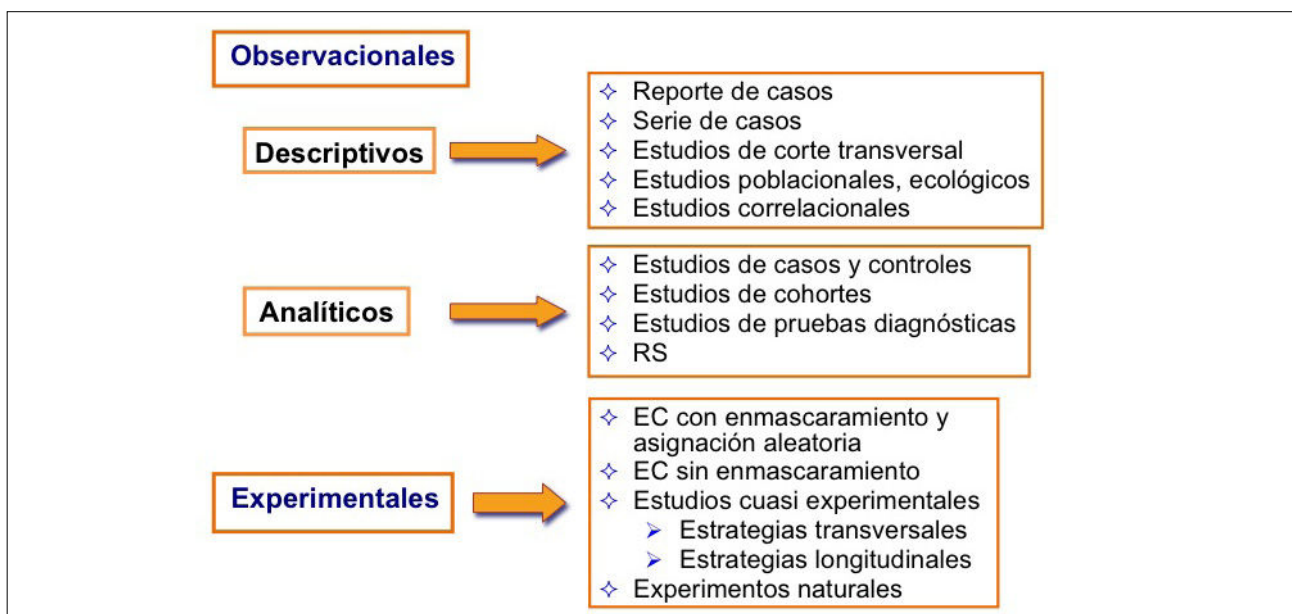 Observacionales
Descriptivos
Reporte de casos
Serie de casos
Estudios de corte transversal
Estudios poblacionales, ecológicos
Estudios correlacionales
Analíticos
Estudios de casos y controles
Estudios de cohortes
Estudios de pruebas diagnósticas
RS
Experimentales
EC con enmascaramiento y
asignación aleatoria
EC sin enmascaramiento
Estudios cuasi experimentales
Estrategias transversales
Estrategias longitudinales
Experimentos naturales